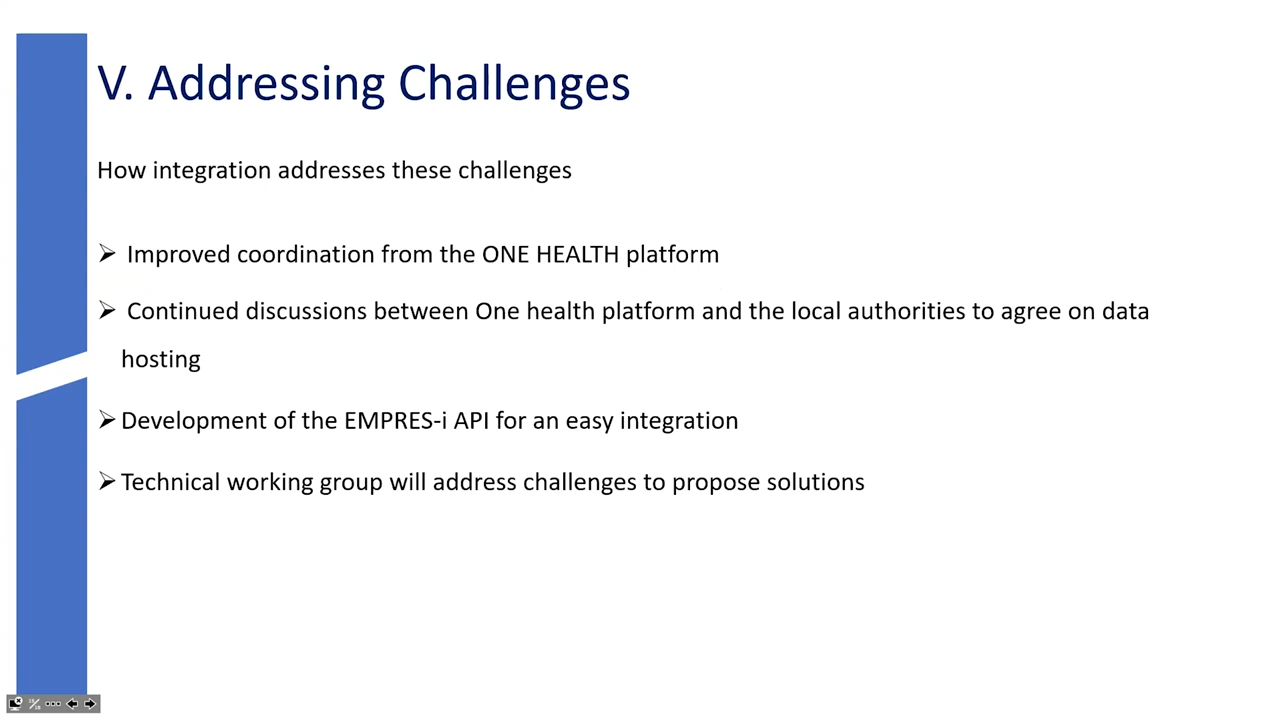 V. Addressing Challenges
How integration addresses these challenges
➢ Improved coordination from the ONE HEALTH platform
➢ Continued discussions between One health platform and the local authorities to agree on data
hosting
➢ Development of the EMPRES-i API for an easy integration
➢ Technical working group will address challenges to propose solutions